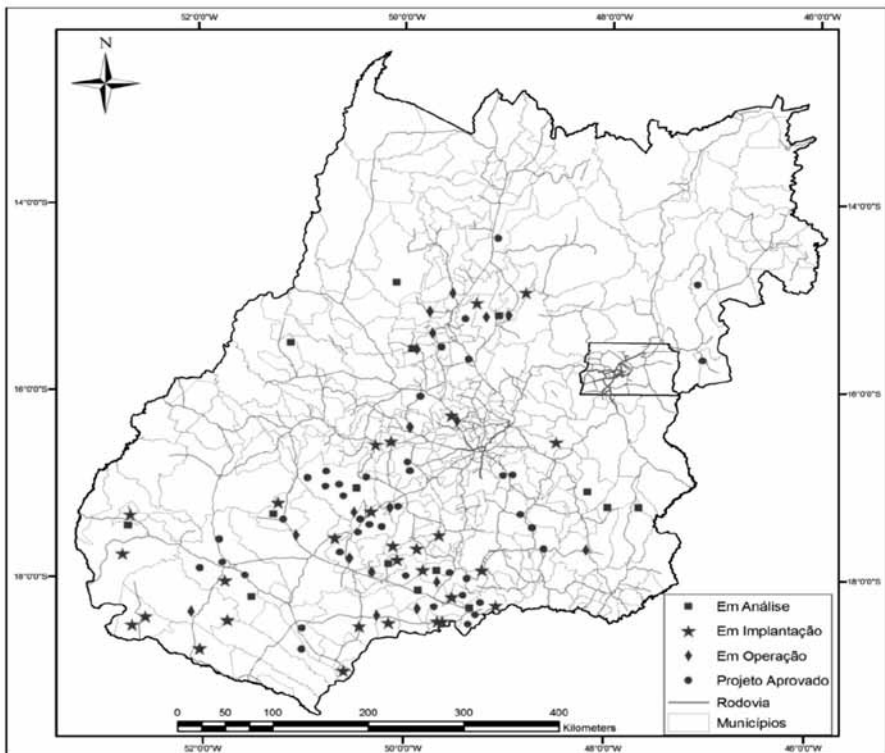 52°0'0"W 50°0'0"W 48°0'0"W 46°0'0"W
N
14°0'0"S 14°0'0"S
16°0'0"S 16°0'0"S
18°0'0"S 18°0'0"S
Em Análise
Em Implantação
Em Operação
Projeto Aprovado
Rodovia
Municípios
0 50 100 200 300 400
Kilometers
52°0'0"W 50°0'0"W 48°0'0"W 46°0'0"W